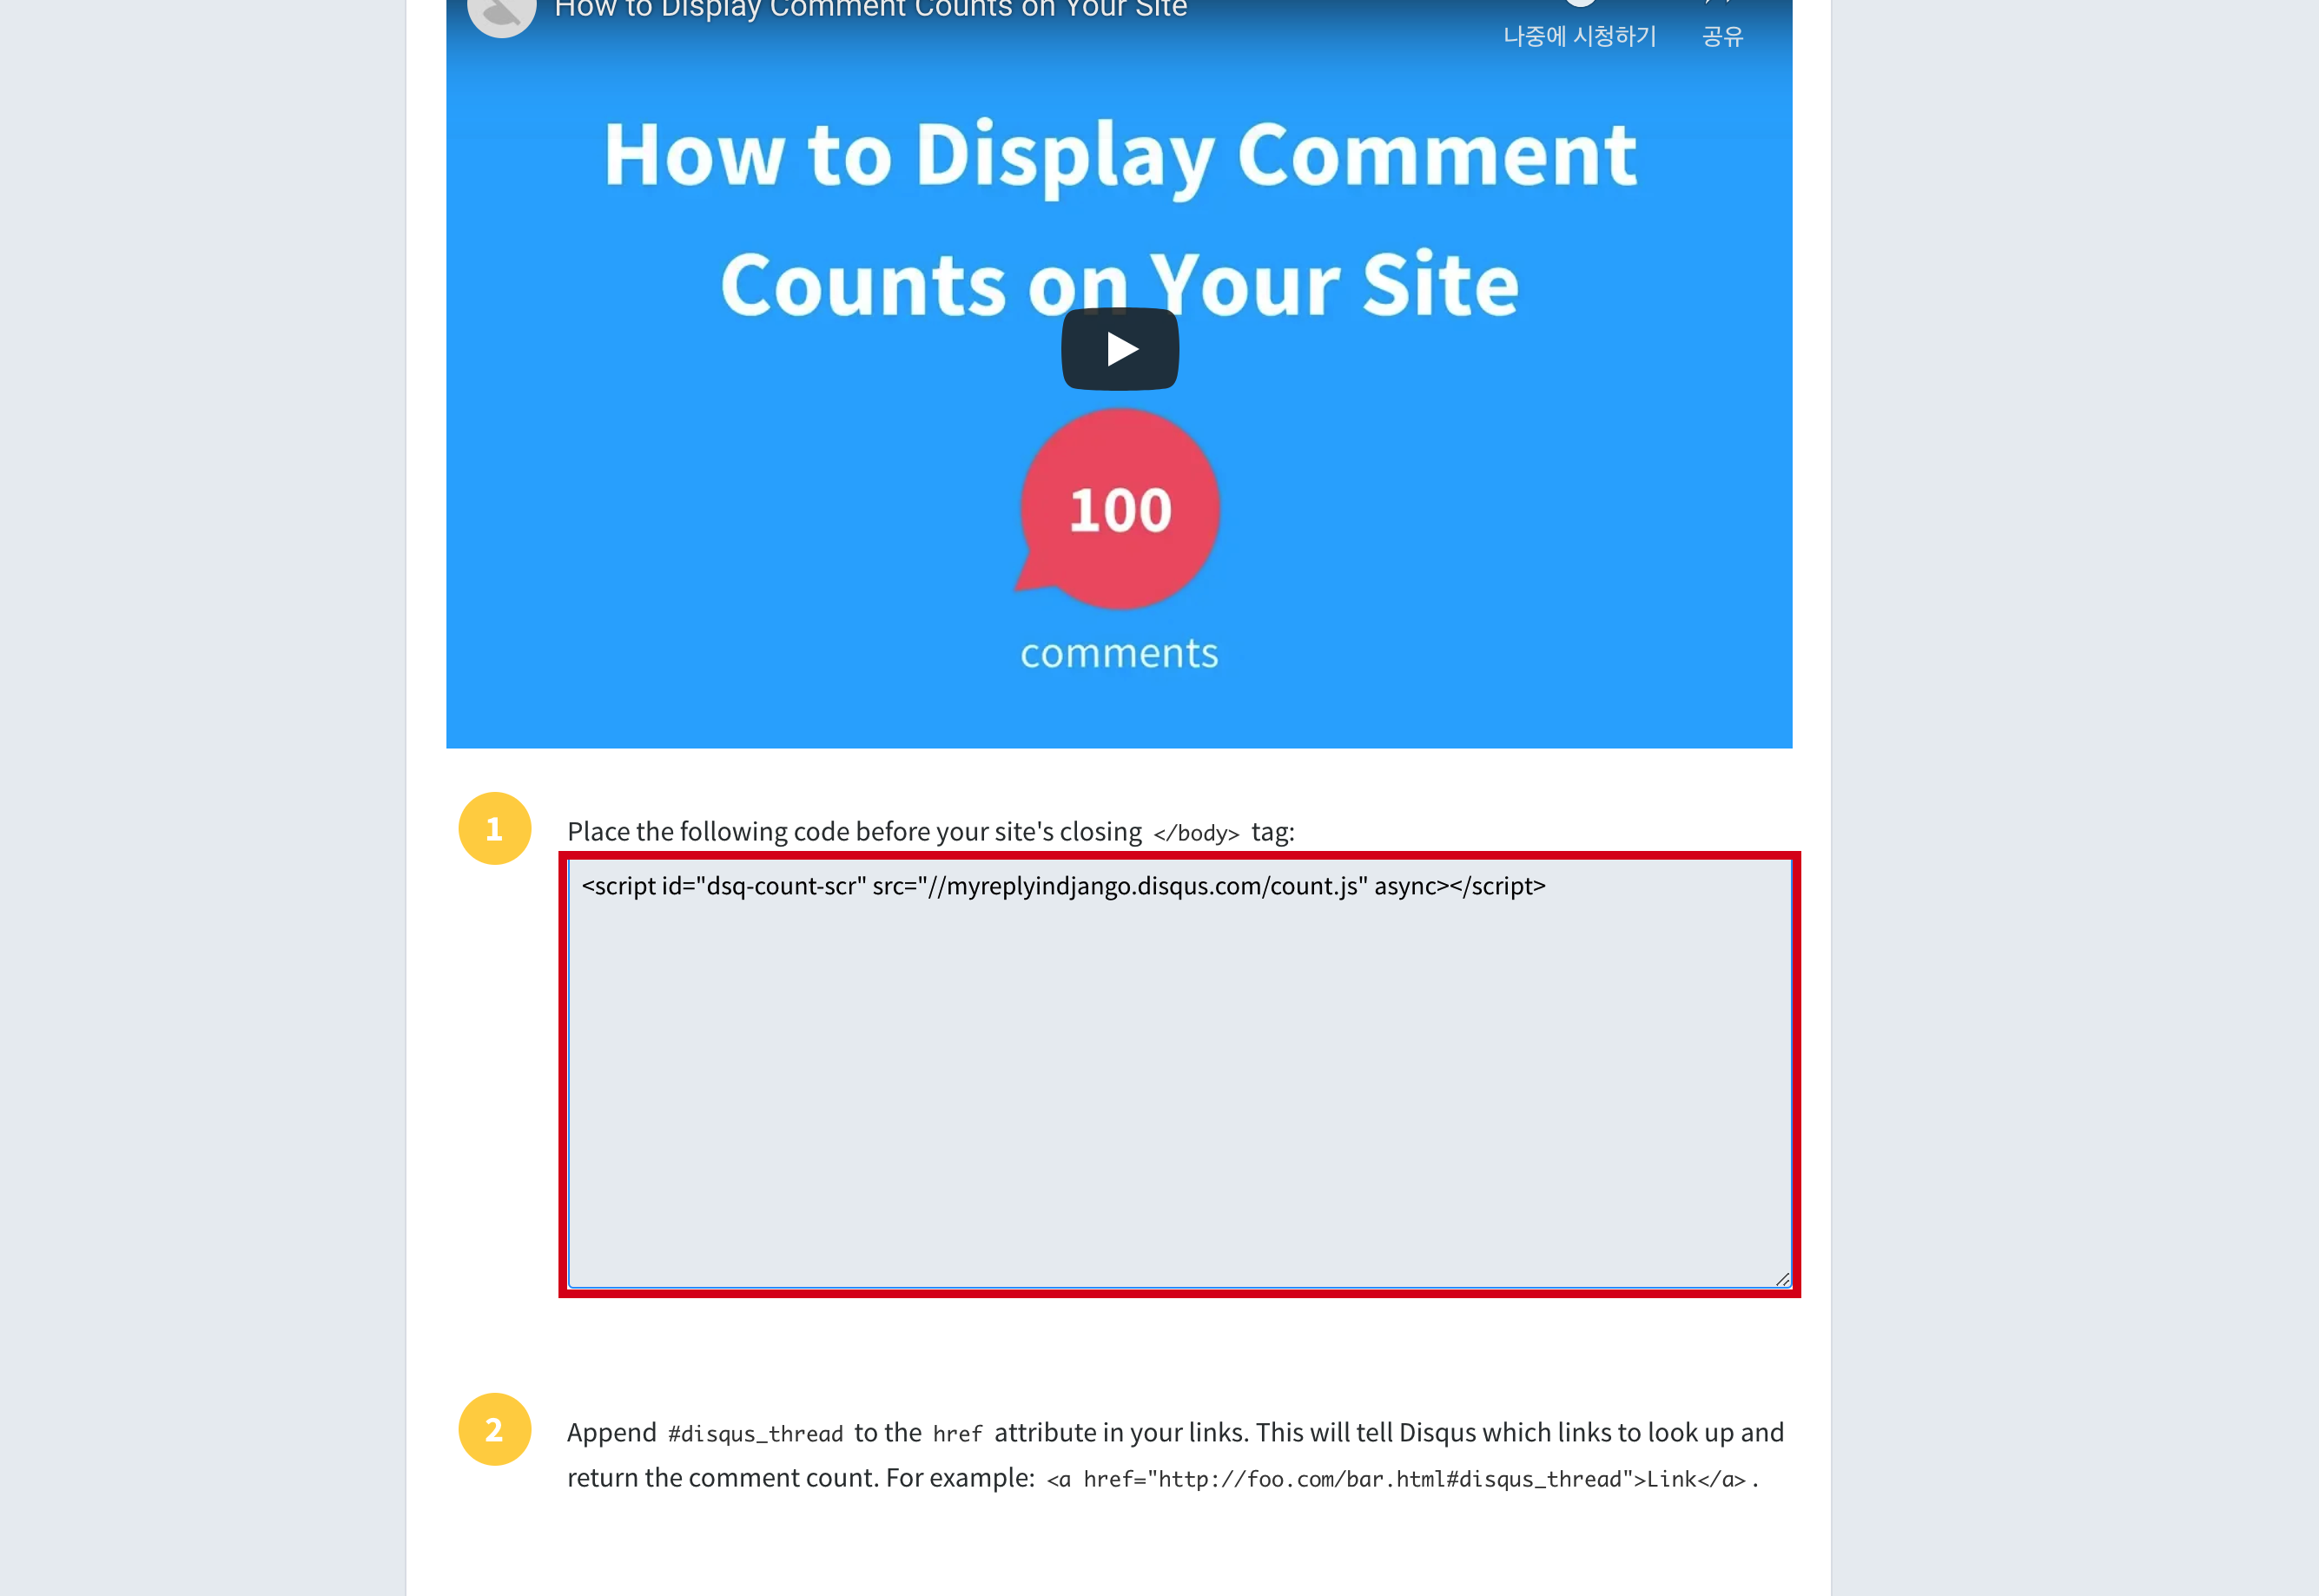 How to Display Comment Counts on Your Site
나중에 시청하기 공유
How to Display Comment
Counts on Your Site
100
comments
1
Place the following code before your site's closing </body> tag:
<script id="dsq-count-scr" src="//myreplyindjango.disqus.com/count.js" async></script>
2
Append #disqus_thread to the href attribute in your links. This will tell Disqus which links to look up and
return the comment count. For example: <a href="http://foo.com/bar.html#disqus_thread">Link</a>.